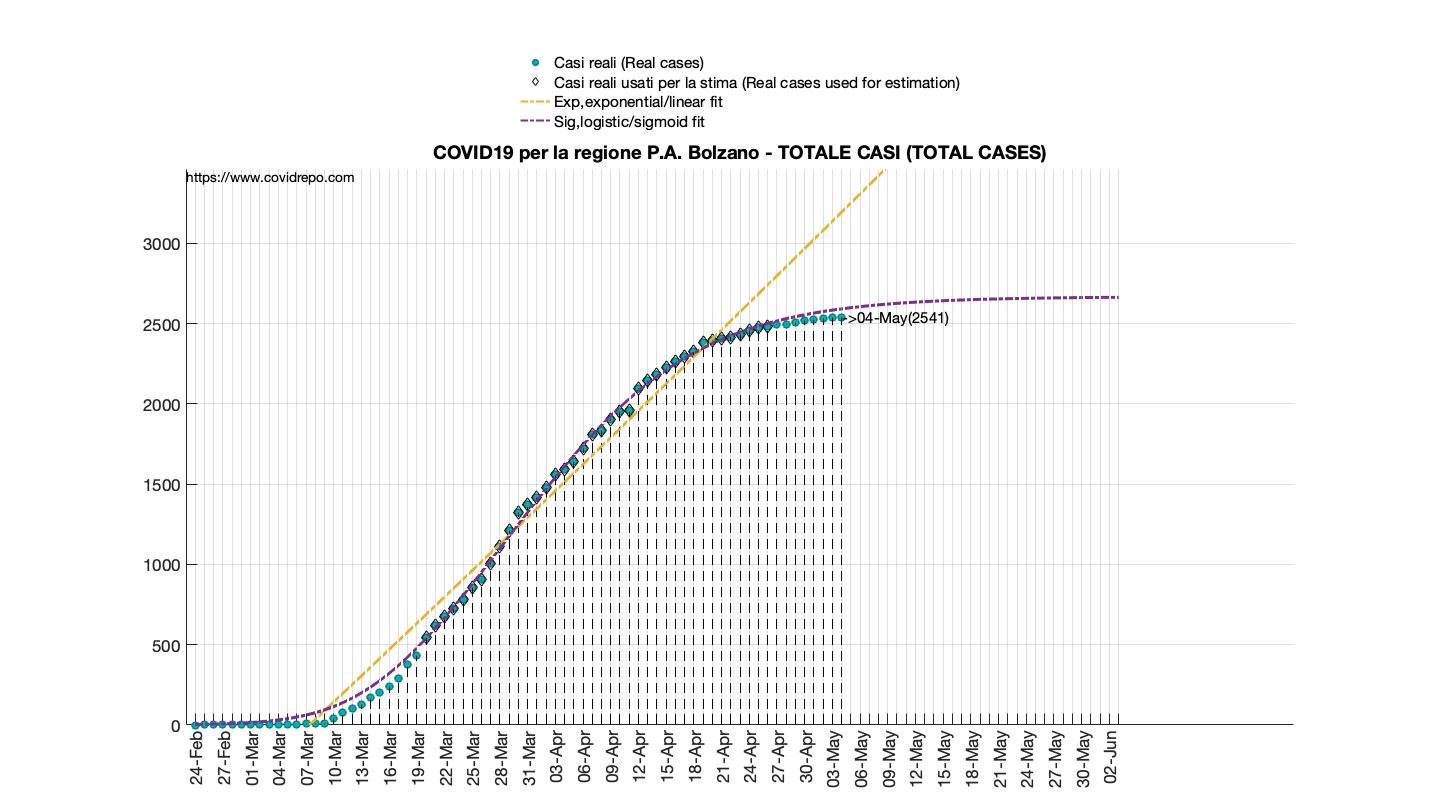 Casi reali (Real cases)
Casi reali usati per la stima (Real cases used for estimation)
Exp,exponential/linear fit
Sig,logistic/sigmoid fit
COVID19 per la regione P.A. Bolzano - TOTALE CASI (TOTAL CASES)
https://www.covidrepo.com
3000
2500
->04-May(2541)
2000
1500
1000
500
0
24-Feb
27-Feb
01-Mar
04-Mar
07-Mar
10-Mar
13-Mar
16-Mar
19-Mar
22-Mar
25-Mar
28-Mar
31-Mar
03-Apr
06-Apr
09-Apr
12-Apr
15-Apr
18-Apr
21-Apr
24-Apr
27-Apr
30-Apr
03-May
06-May
09-May
12-May
15-May
18-May
21-May
24-May
27-May
30-May
02-Jun